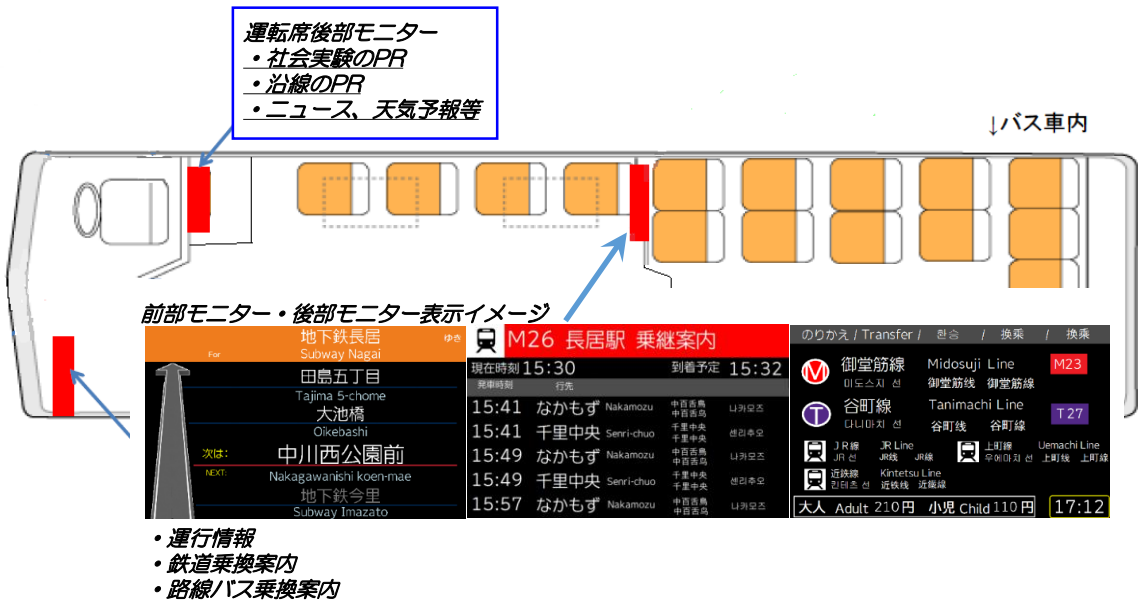 運転席後部モニター
・社会実験のPR
・沿線のPR
・ニュース、天気予報等
↓バス車内
前部モニター・後部モニター表示イメージ
地下鉄長居 ゆき
For Subway Nagai
田島五丁目
Tajima 5-chome
大池橋
Oikebashi
次は: 中川西公園前
NEXT: Nakagawanishi koen-mae
地下鉄今里
Subway Imazato
M26 長居駅 乗継案内
現在時刻 15:30 到着予定 15:32
発車時刻 行先
15:41 なかもず Nakamozu 中百舌鳥 中百舌鸟 나카모즈
15:41 千里中央 Senri-chuo 千里中央 千里中央 센리추오
15:49 なかもず Nakamozu 中百舌鳥 中百舌鸟 나카모즈
15:49 千里中央 Senri-chuo 千里中央 千里中央 센리추오
15:57 なかもず Nakamozu 中百舌鳥 中百舌鸟 나카모즈
のりかえ / Transfer / 환승 / 换乘 / 換乘
M 御堂筋線 Midosuji Line M23
미도스지 선 御堂筋线 御堂筋線
T 谷町線 Tanimachi Line T27
다니마치 선 谷町线 谷町線
JR線 JR Line 上町線 Uemachi Line
JR 선 JR线 JR線 우에마치 선 上町线 上町線
近鉄線 Kintetsu Line
긴테츠 선 近铁线 近鐵線
大人 Adult 210円 小児 Child 110円 17:12
・運行情報
・鉄道乗換案内
・路線バス乗換案内